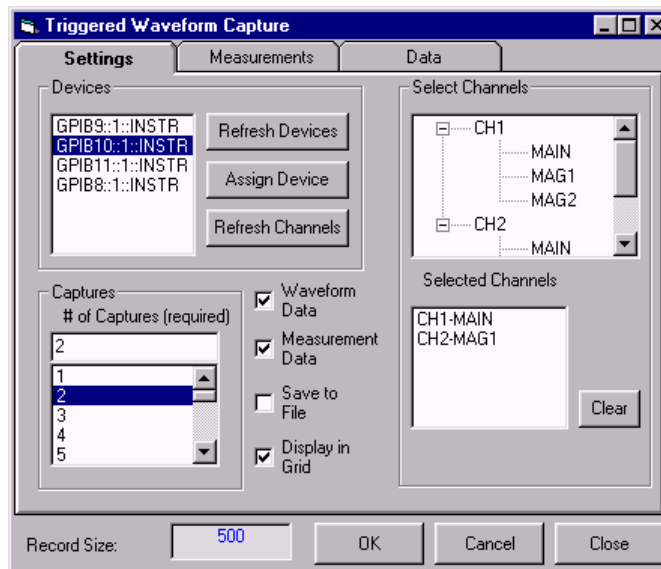 Triggered Waveform Capture
Settings
Measurements
Data
Devices
GPIB9::1::INSTR
GPIB10::1::INSTR
GPIB11::1::INSTR
GPIB8::1::INSTR
Refresh Devices
Assign Device
Refresh Channels
Captures
# of Captures (required)
2
1
2
3
4
5
Waveform
Data
Measurement
Data
Save to
File
Display in
Grid
Select Channels
CH1
MAIN
MAG1
MAG2
CH2
MAIN
Selected Channels
CH1-MAIN
CH2-MAG1
Clear
Record Size:
500
OK
Cancel
Close